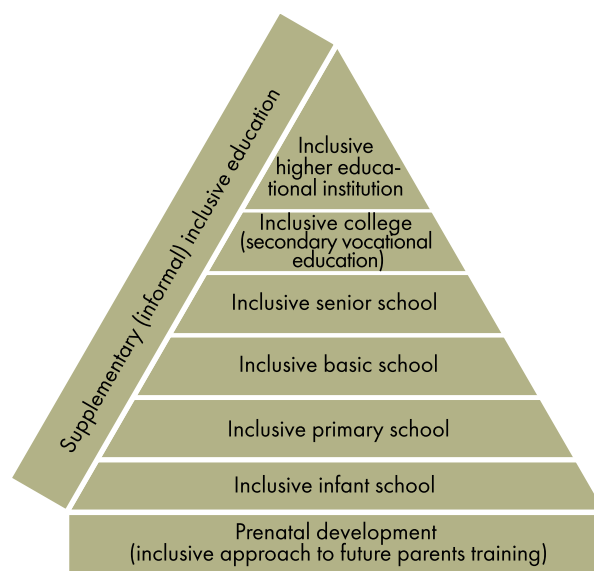 Supplementary (informal) inclusive education
Inclusive
higher educa-
tional institution
Inclusive college
(secondary vocational
education)
Inclusive senior school
Inclusive basic school
Inclusive primary school
Inclusive infant school
Prenatal development
(inclusive approach to future parents training)